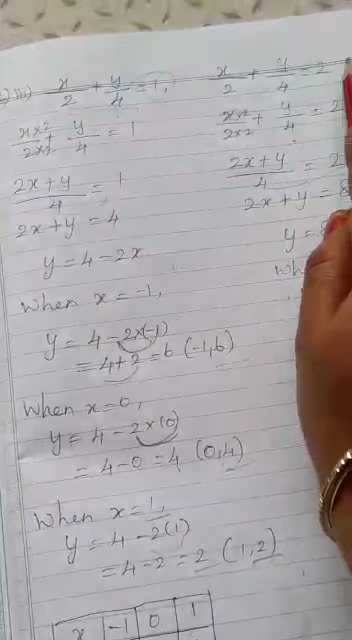 iii) x/2 + y/4 = 1, x/2 + y/4 = 2
x×2/2×2 + y/4 = 1
2x+y/4 = 1
2x+y = 4
y = 4-2x
When x = -1,
y = 4-2×(-1)
= 4+2 = 6 (-1,6)
When x=0,
y = 4-2×(0)
= 4-0 = 4 (0,4)
When x=1,
y = 4-2(1)
= 4-2 = 2 (1,2)
x -1 0 1
x×2/2×2 + y/4 = 2
2x+y/4 = 2
2x+y = 8
y = 8